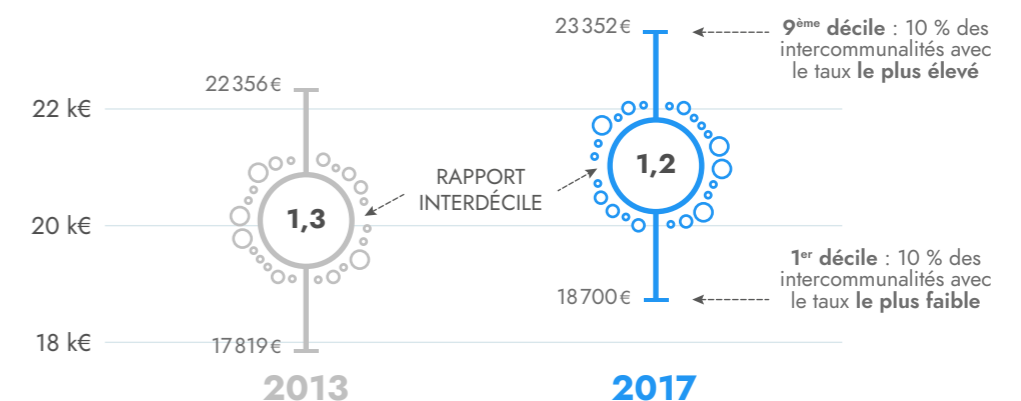 23 352 €
9ème décile : 10 % des
intercommunalités avec
le taux le plus élevé
22 356 €
22 k€
1,2
RAPPORT
INTERDÉCILE
1,3
20 k€
1er décile : 10 % des
intercommunalités avec
le taux le plus faible
18 700 €
18 k€
17 819 €
2013
2017